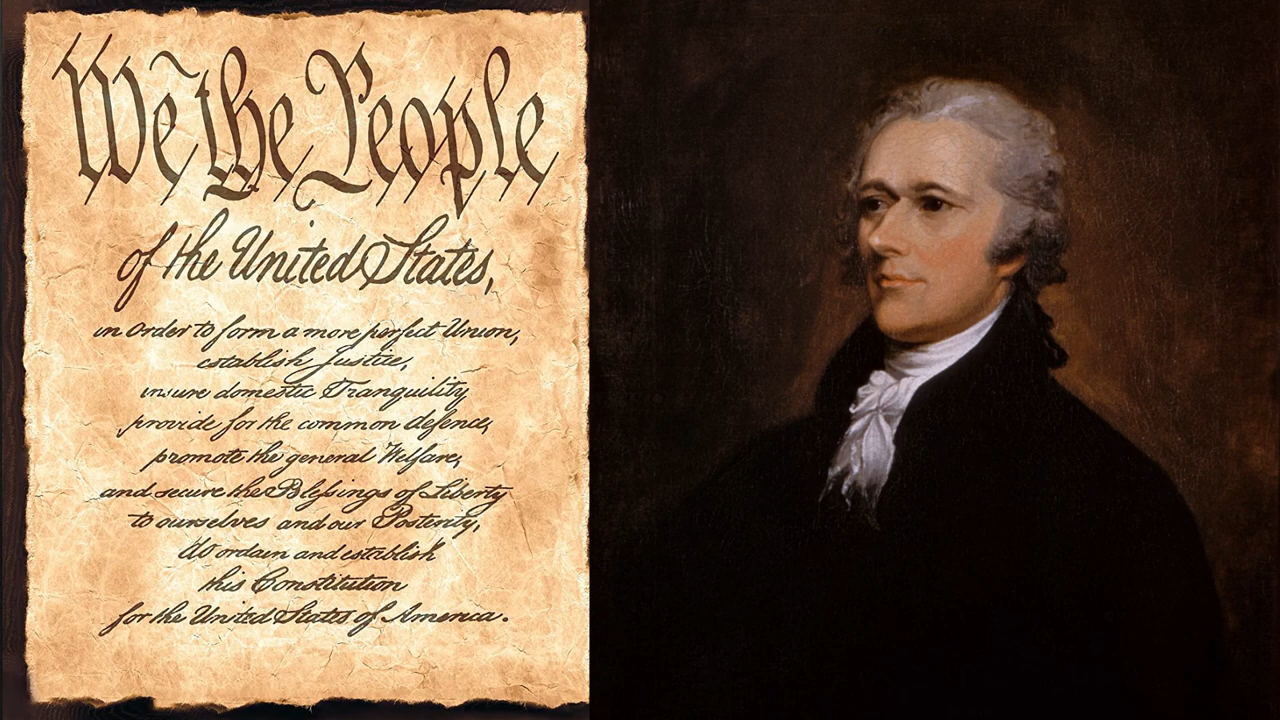 We the People
of the United States,
in Order to form a more perfect Union,
establish Justice,
insure domestic Tranquility
provide for the common defence,
promote the general Welfare,
and secure the Blessings of Liberty
to ourselves and our Posterity,
do ordain and establish
this Constitution
for the United States of America.